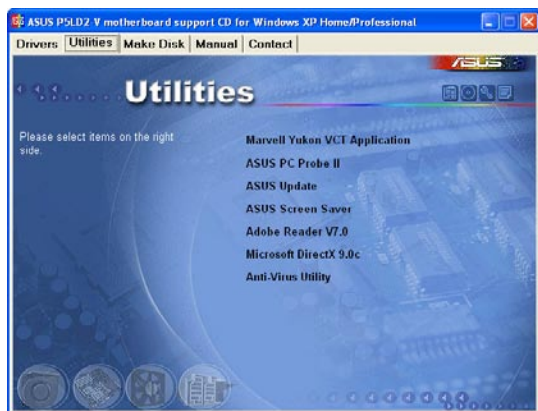 ASUS P5LD2-V motherboard support CD for Windows XP Home/Professional
Drivers Utilities Make Disk Manual Contact
ASUS
Utilities
Please select items on the right
side.
Marvell Yukon VCT Application
ASUS PC Probe II
ASUS Update
ASUS Screen Saver
Adobe Reader V7.0
Microsoft DirectX 9.0c
Anti-Virus Utility